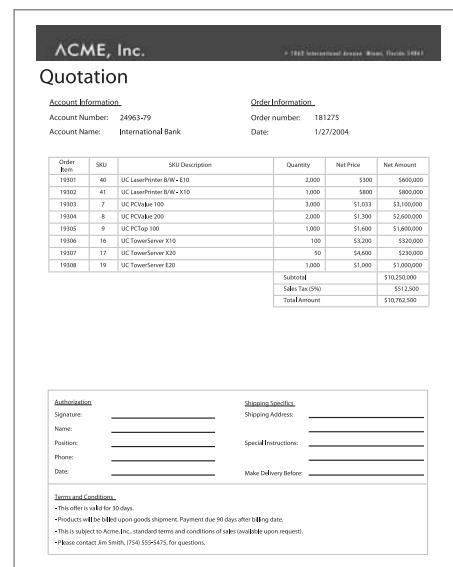 ACME, Inc.
1862 International Avenue Miami, Florida 54861
Quotation
Account Information Order Information
Account Number: 24963-79 Order number: 181275
Account Name: International Bank Date: 1/27/2004
Order Item SKU SKU Description Quantity Net Price Net Amount
19301 40 UC LaserPrinter B/W - E10 2,000 $300 $600,000
19302 41 UC LaserPrinter B/W - X10 1,000 $800 $800,000
19303 7 UC PCValue 100 3,000 $1,033 $3,100,000
19304 8 UC PCValue 200 2,000 $1,300 $2,600,000
19305 9 UC PCTop 100 1,000 $1,600 $1,600,000
19306 16 UC TowerServer X10 100 $3,200 $320,000
19307 17 UC TowerServer X20 50 $4,600 $230,000
19308 19 UC TowerServer E20 1,000 $1,000 $1,000,000
Subtotal $10,250,000
Sales Tax (5%) $512,500
Total Amount $10,762,500
Authorization Shipping Specifics
Signature: Shipping Address:
Name:
Position: Special Instructions:
Phone:
Date: Make Delivery Before:
Terms and Conditions
- This offer is valid for 30 days.
- Products will be billed upon goods shipment. Payment due 90 days after billing date.
- This is subject to Acme, Inc., standard terms and conditions of sales (available upon request).
- Please contact Jim Smith, (754) 555-5475, for questions.